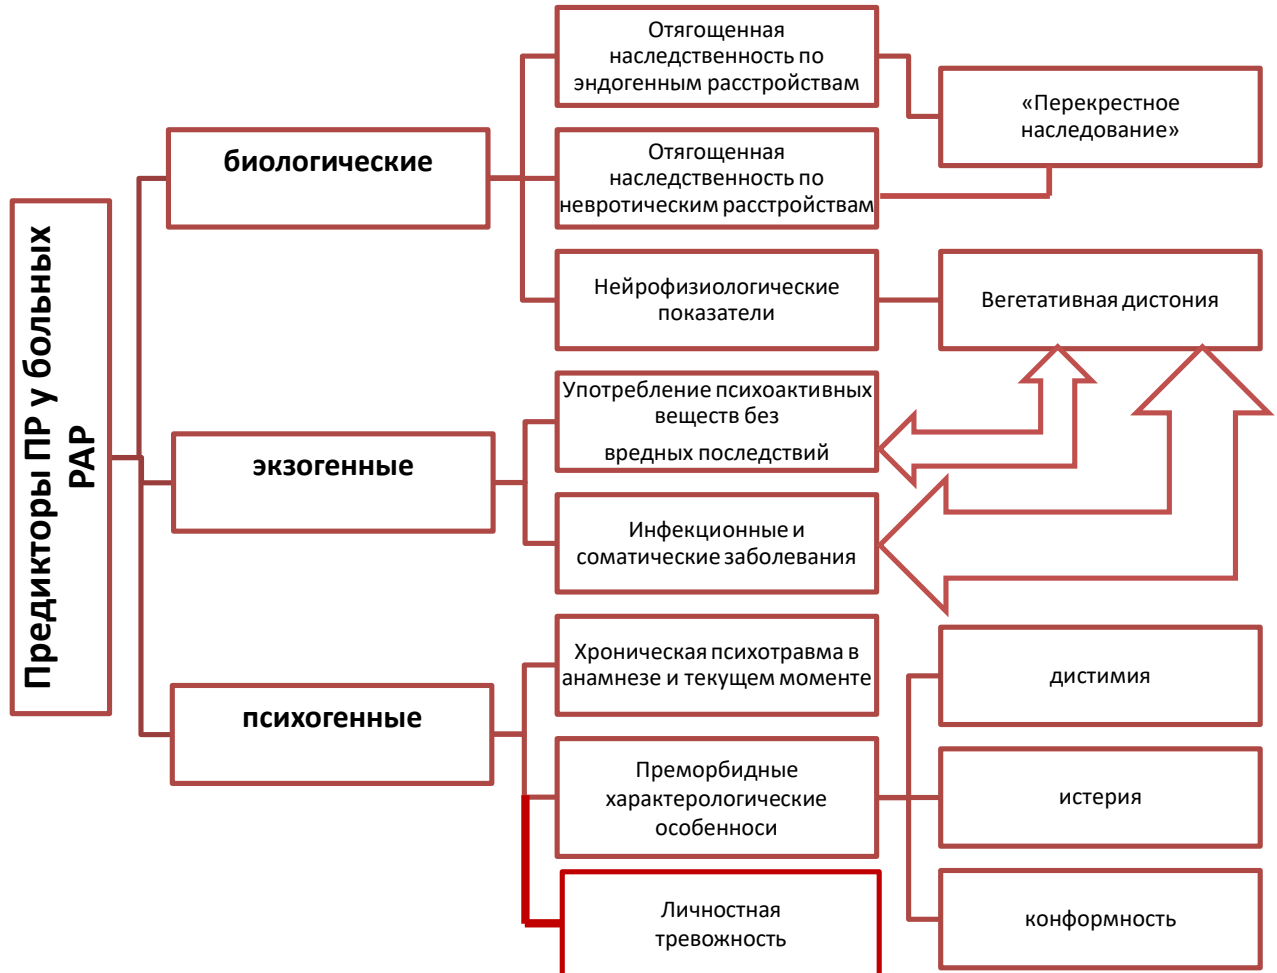 Предикторы ПР у больных
РАР
биологические
Отягощенная
наследственность по
эндогенным расстройствам
Отягощенная
наследственность по
невротическим расстройствам
«Перекрестное
наследование»
Нейрофизиологические
показатели
Вегетативная дистония
экзогенные
Употребление психоактивных
веществ без
вредных последствий
Инфекционные и
соматические заболевания
психогенные
Хроническая психотравма в
анамнезе и текущем моменте
Преморбидные
характерологические
особенноси
дистимия
истерия
конформность
Личностная
тревожность